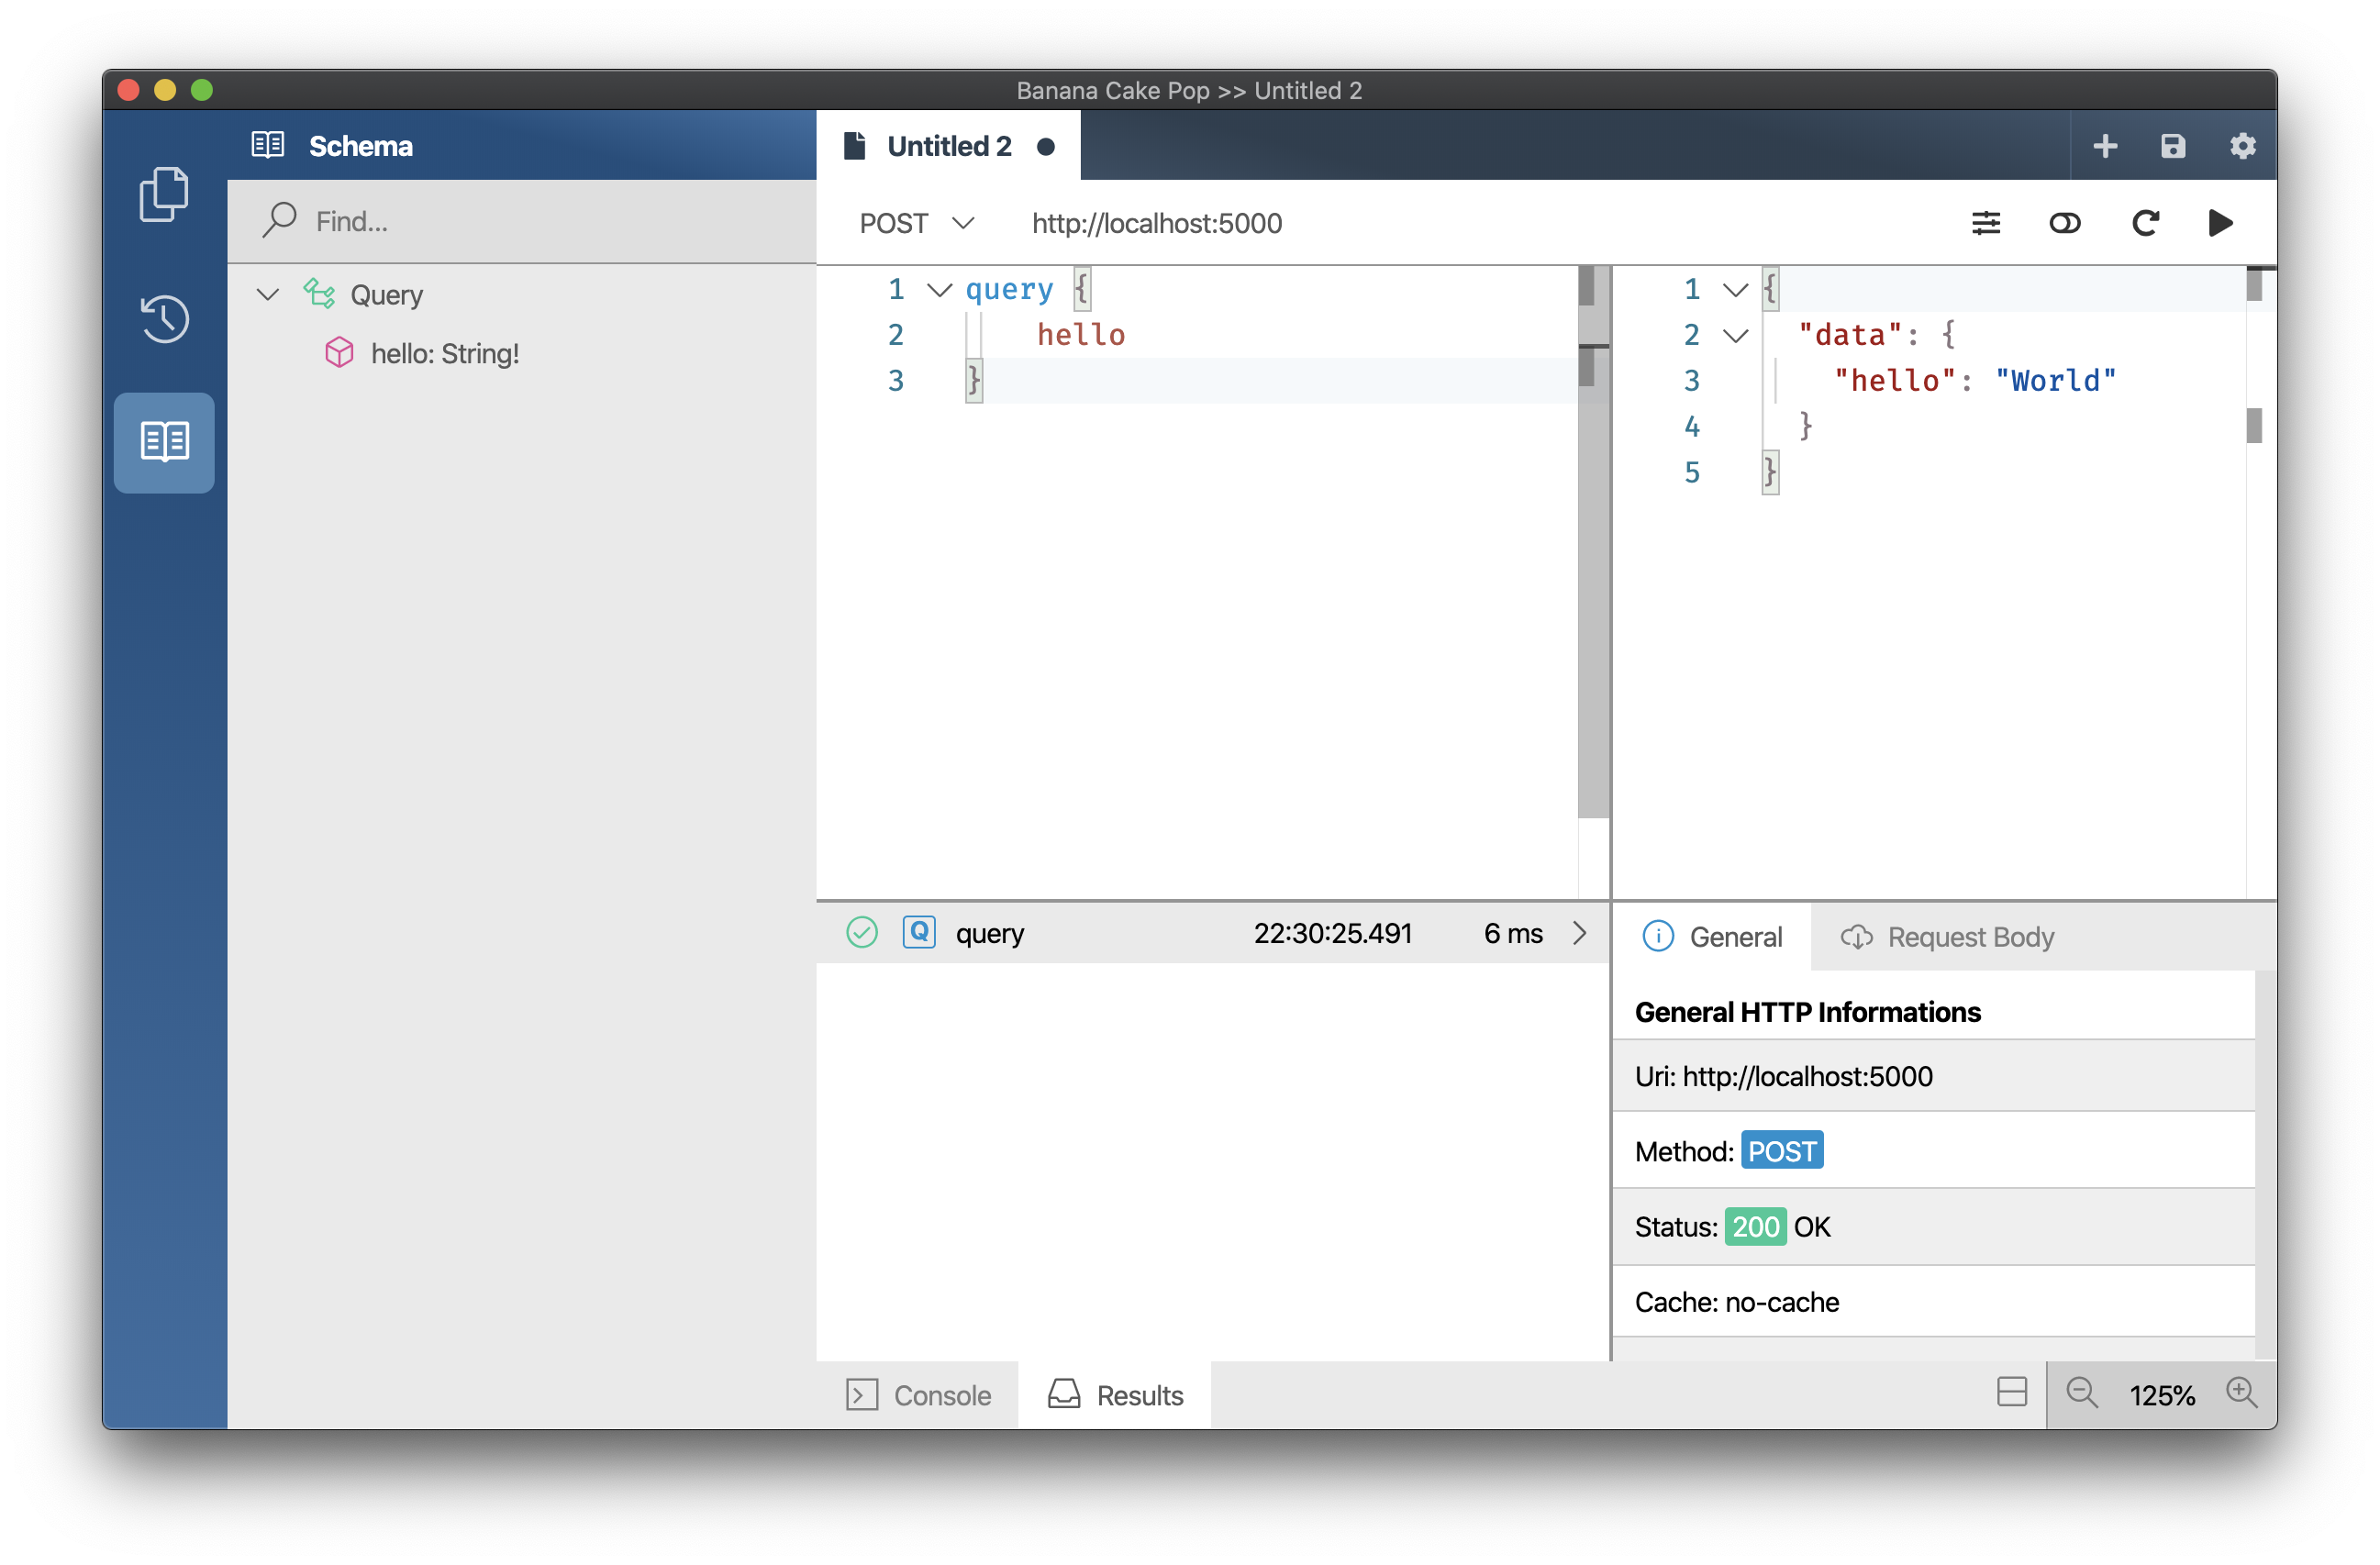 Banana Cake Pop >> Untitled 2
Schema
Untitled 2
Find...
POST
http://localhost:5000
Query
hello: String!
1 query {
2 hello
3 }
1 {
2 "data": {
3 "hello": "World"
4 }
5 }
Q query 22:30:25.491 6 ms
General
Request Body
General HTTP Informations
Uri: http://localhost:5000
Method: POST
Status: 200 OK
Cache: no-cache
Console
Results
125%